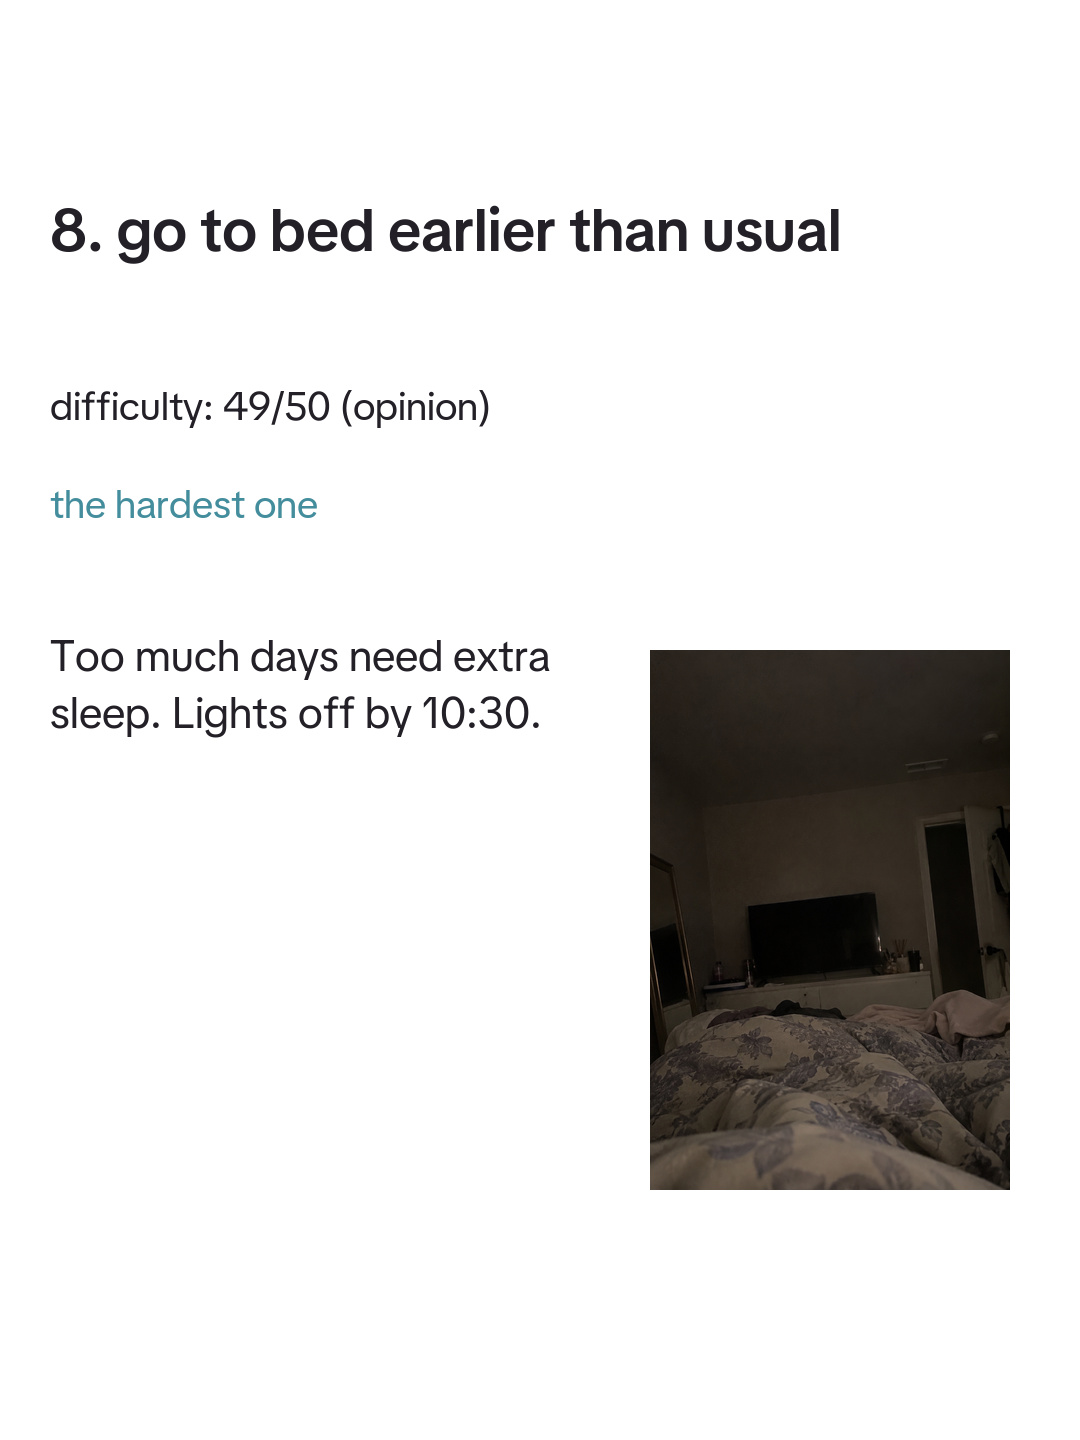 8. go to bed earlier than usual
difficulty: 49/50 (opinion)
the hardest one
Too much days need extra
sleep. Lights off by 10:30.